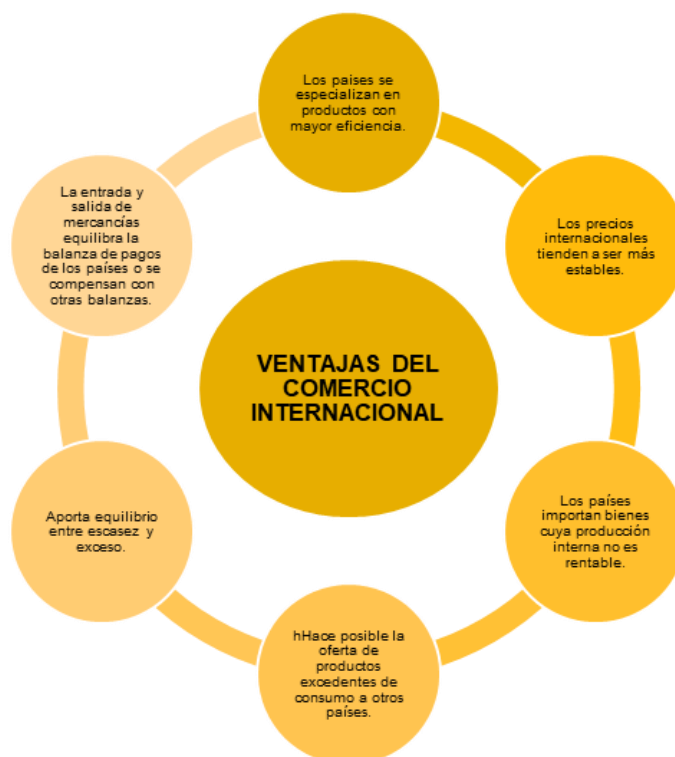 Los paises se
especializan en
productos con
mayor eficiencia.
Los precios
internacionales
tienden a ser más
estables.
Los países
importan bienes
cuya producción
interna no es
rentable.
hHace posible la
oferta de
productos
excedentes de
consumo a otros
países.
Aporta equilibrio
entre escasez y
exceso.
La entrada y
salida de
mercancías
equilibra la
balanza de pagos
de los países o se
compensan con
otras balanzas.
VENTAJAS DEL
COMERCIO
INTERNACIONAL